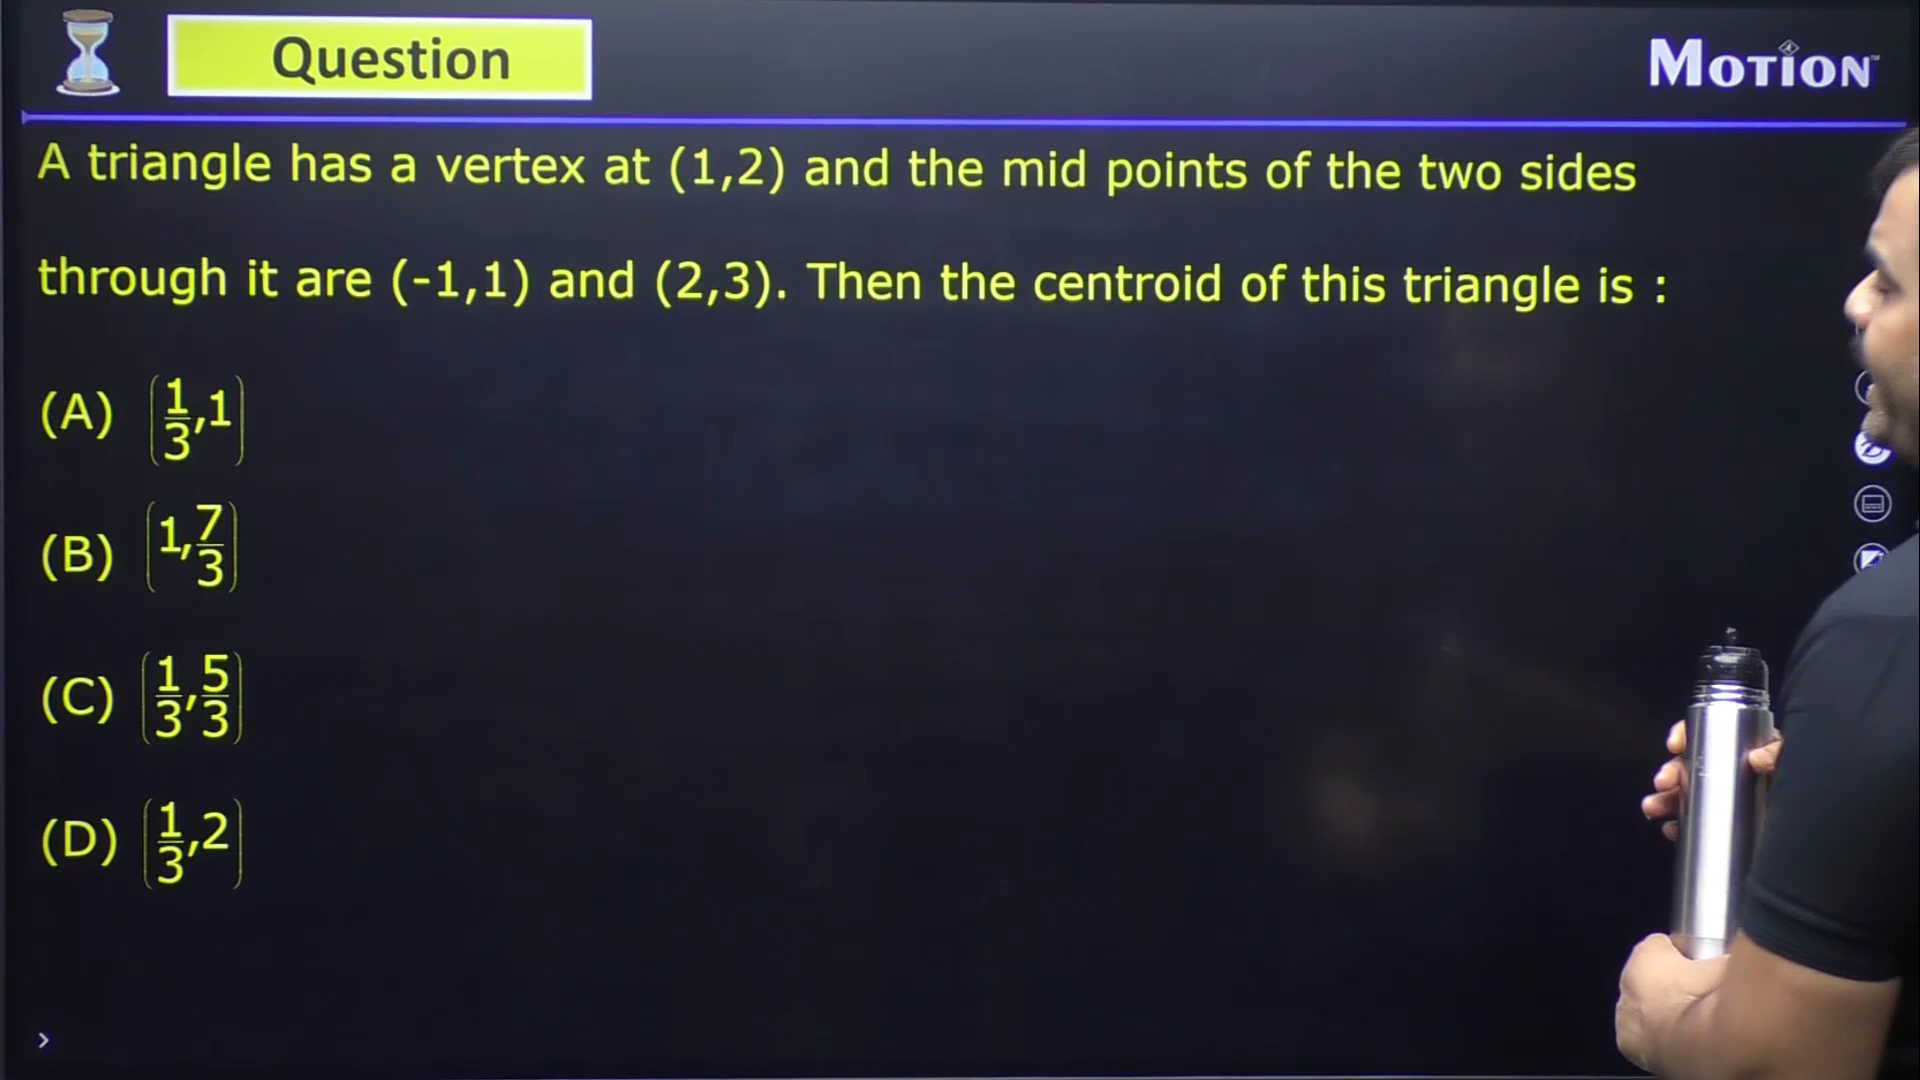 Question
MOTION
A triangle has a vertex at (1,2) and the mid points of the two sides
through it are (-1,1) and (2,3). Then the centroid of this triangle is :
(A) (1/3,1)
(B) (1,7/3)
(C) (1/3,5/3)
(D) (1/3,2)